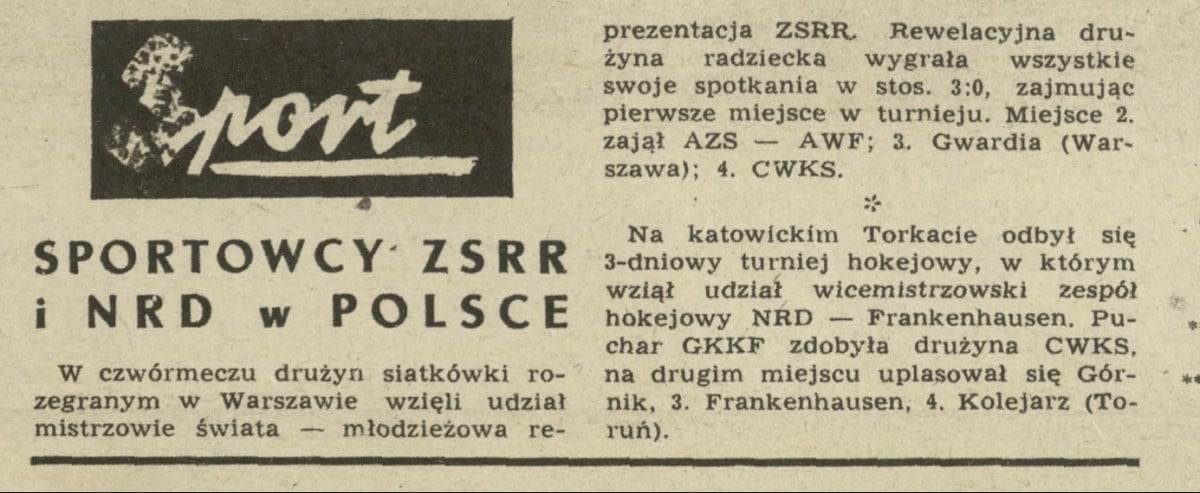 Sport
SPORTOWCY ZSRR
i NRD w POLSCE
W czwórmeczu drużyn siatkówki ro-
zegranym w Warszawie wzięli udział
mistrzowie świata — młodzieżowa re-
prezentacja ZSRR. Rewelacyjna dru-
żyna radziecka wygrała wszystkie
swoje spotkania w stos. 3:0, zajmując
pierwsze miejsce w turnieju. Miejsce 2.
zajął AZS — AWF; 3. Gwardia (War-
szawa); 4. CWKS.
*
Na katowickim Torkacie odbył się
3-dniowy turniej hokejowy, w którym
wziął udział wicemistrzowski zespół
hokejowy NRD — Frankenhausen. Pu-
char GKKF zdobyła drużyna CWKS,
na drugim miejscu uplasował się Gór-
nik, 3. Frankenhausen, 4. Kolejarz (To-
ruń).
*
**